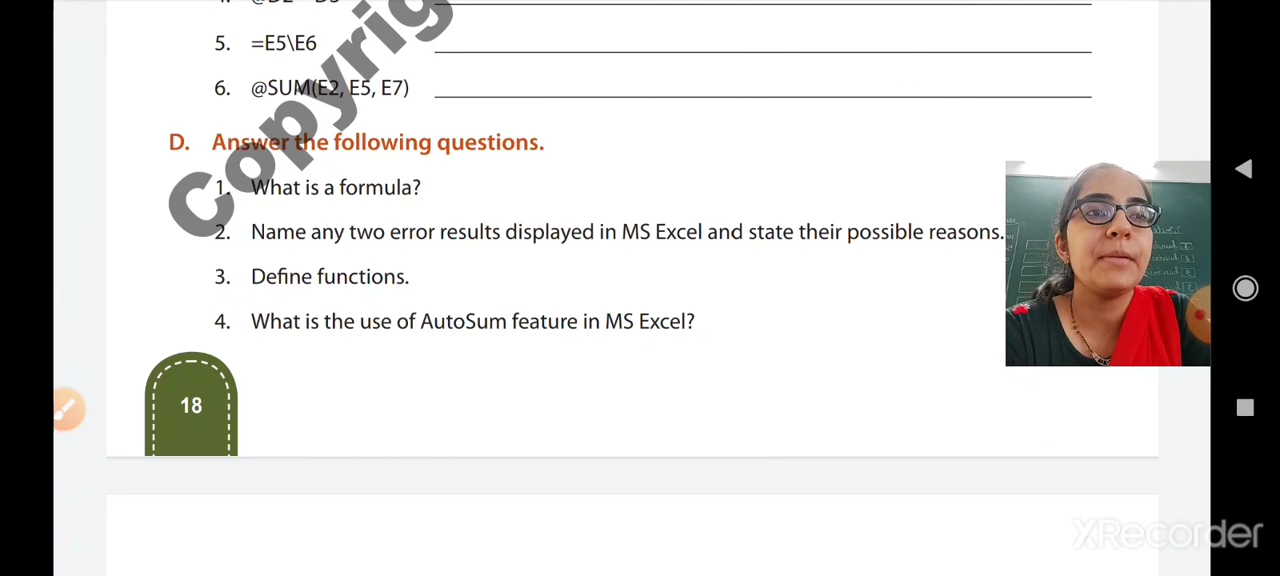 5. =E5\E6
6. @SUM(E2, E5, E7)
D. Answer the following questions.
1. What is a formula?
2. Name any two error results displayed in MS Excel and state their possible reasons.
3. Define functions.
4. What is the use of AutoSum feature in MS Excel?
18
Copyrig
XRecorder